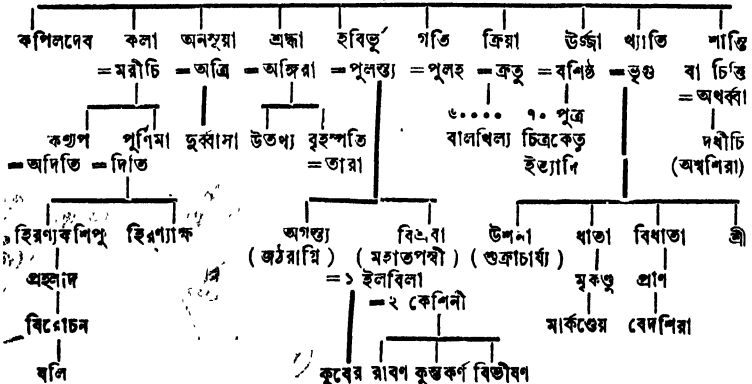 কপিলদেব কলা অনসূয়া শ্রদ্ধা হবির্ভূ গতি ক্রিয়া ঊর্জ্জা খ্যাতি শান্তি
=মরীচি =অত্রি =অঙ্গিরা =পুলস্ত্য =পুলহ =ক্রতু =বশিষ্ঠ =ভৃগু বা চিত্তি
=অথর্ব্বা
৬০০০০ ৭০ পুত্র
কশ্যপ পূর্ণিমা দুর্ব্বাসা উতথ্য বৃহস্পতি বালখিল্য চিত্রকেতু দধীচি
=অদিতি =দিতি =তারা ইত্যাদি (অশ্বশিরা)
হিরণ্যকশিপু হিরণ্যাক্ষ অগস্ত্য বিশ্রবা উশনা ধাতা বিধাতা শ্রী
(জঠরাগ্নি) (মহাতপস্বী) (শুক্রাচার্য্য)
প্রহ্লাদ =১ ইলবিলা মৃকণ্ডু প্রাণ
=২ কেশিনী
বিরোচন মার্কণ্ডেয় বেদশিরা
বলি কুবের রাবণ কুম্ভকর্ণ বিভীষণ